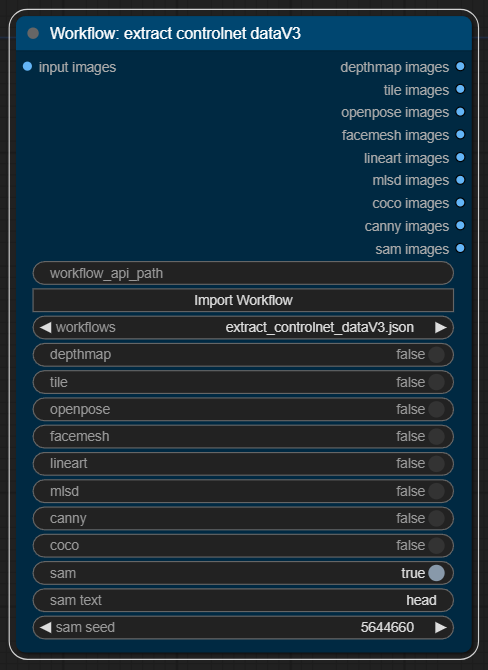 Workflow: extract controlnet dataV3
input images depthmap images
tile images
openpose images
facemesh images
lineart images
mlsd images
coco images
canny images
sam images
workflow_api_path
Import Workflow
workflows extract_controlnet_dataV3.json
depthmap false
tile false
openpose false
facemesh false
lineart false
mlsd false
canny false
coco false
sam true
sam text head
sam seed 5644660